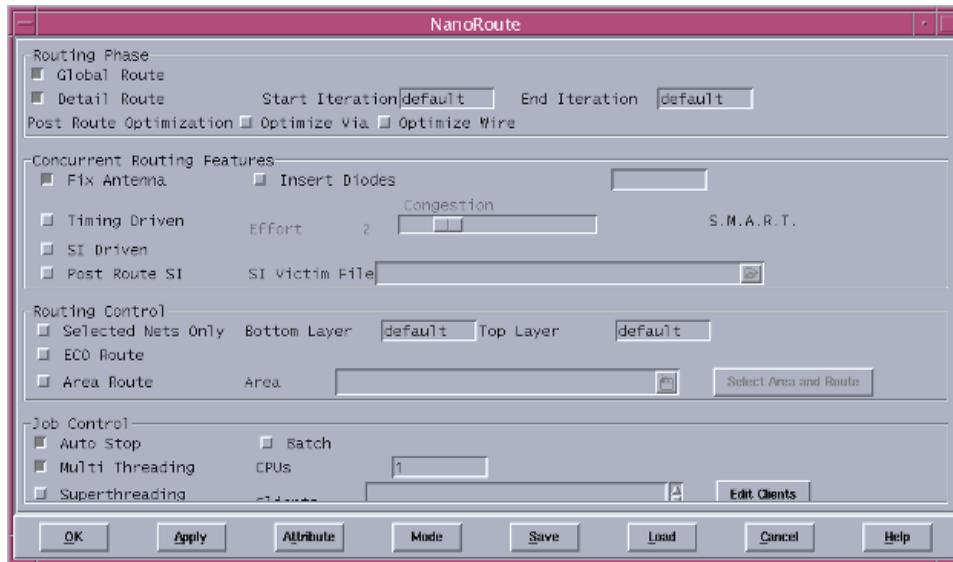 NanoRoute
Routing Phase
Global Route
Detail Route Start Iteration default End Iteration default
Post Route Optimization Optimize Via Optimize Wire
Concurrent Routing Features
Fix Antenna Insert Diodes
Congestion
Timing Driven Effort 2 S.M.A.R.T.
SI Driven
Post Route SI SI Victim File
Routing Control
Selected Nets Only Bottom Layer default Top Layer default
ECO Route
Area Route Area Select Area and Route
Job Control
Auto Stop Batch
Multi Threading CPUs 1
Superthreading Edit Clients
OK Apply Attribute Mode Save Load Cancel Help